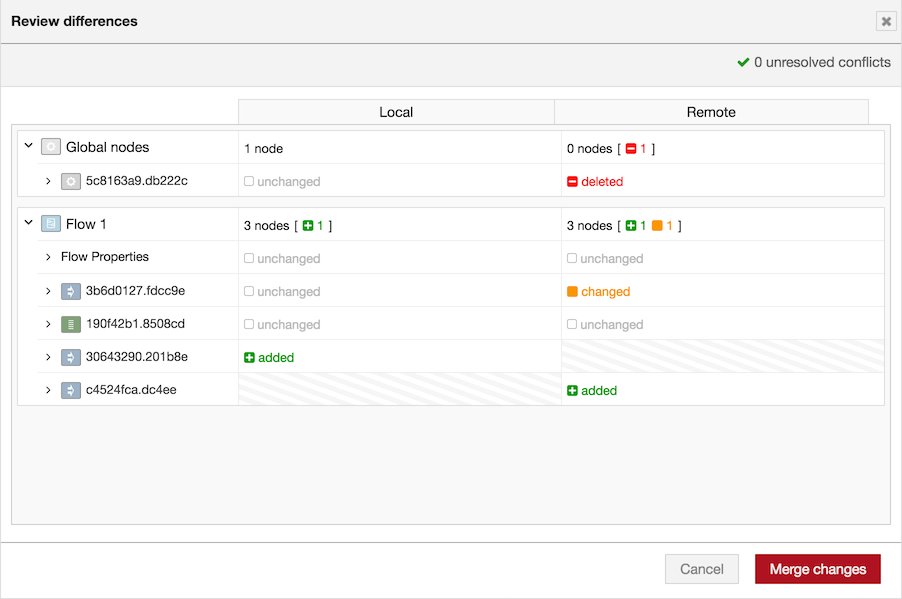 Review differences
0 unresolved conflicts
Local Remote
Global nodes 1 node 0 nodes [ 1 ]
5c8163a9.db222c unchanged deleted
Flow 1 3 nodes [ 1 ] 3 nodes [ 1 1 ]
Flow Properties unchanged unchanged
3b6d0127.fdcc9e unchanged changed
190f42b1.8508cd unchanged unchanged
30643290.201b8e added
c4524fca.dc4ee added
Cancel Merge changes